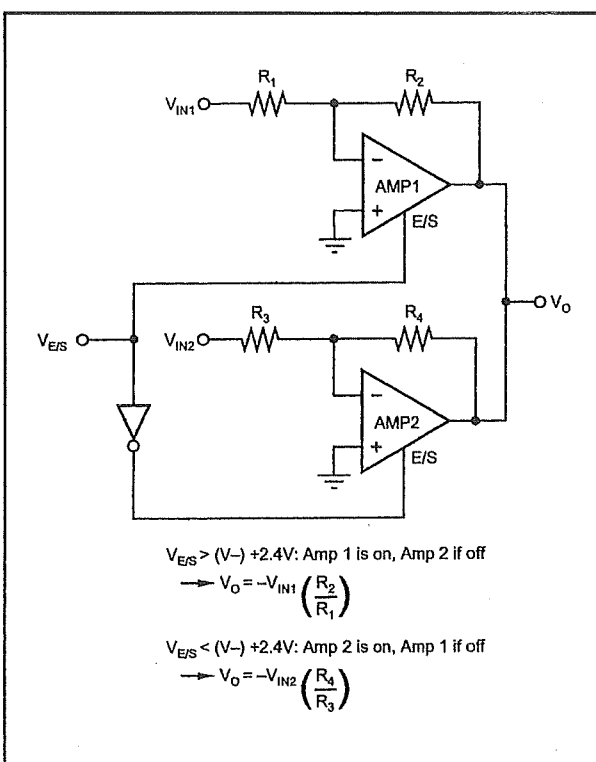 R1 R2
VIN1
−
AMP1
+
E/S
VO
R3 R4
VE/S VIN2
−
AMP2
+
E/S
VE/S > (V−) +2.4V: Amp 1 is on, Amp 2 if off
→ VO = −VIN1 (R2/R1)
VE/S < (V−) +2.4V: Amp 2 is on, Amp 1 if off
→ VO = −VIN2 (R4/R3)